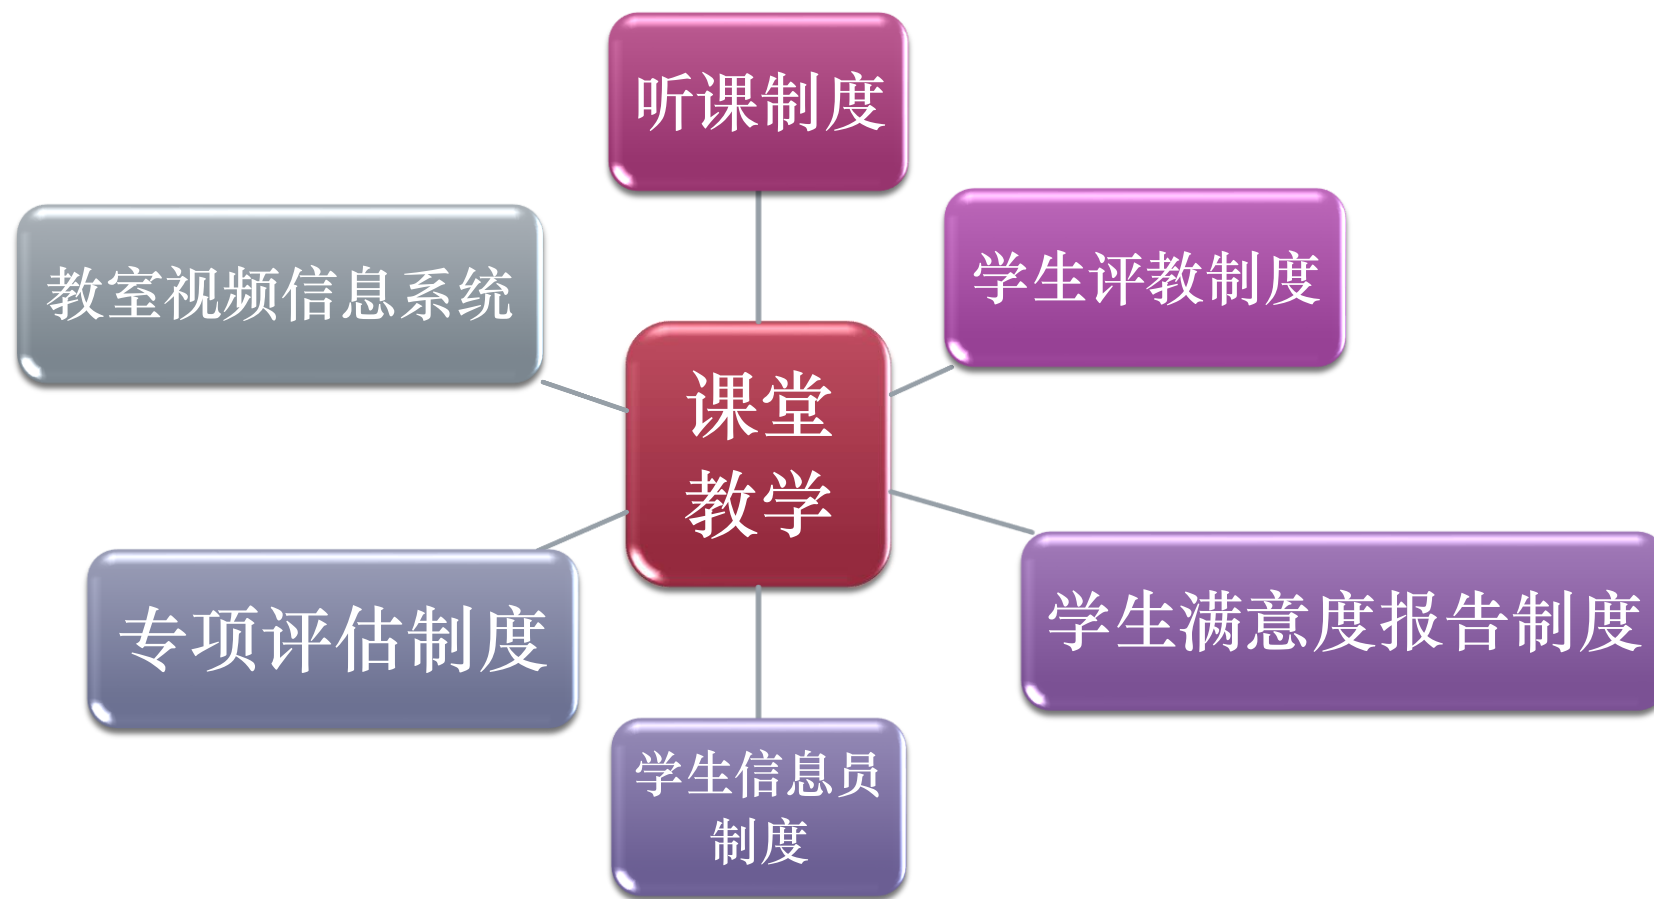 听课制度
学生评教制度
教室视频信息系统
课堂
教学
学生满意度报告制度
专项评估制度
学生信息员
制度